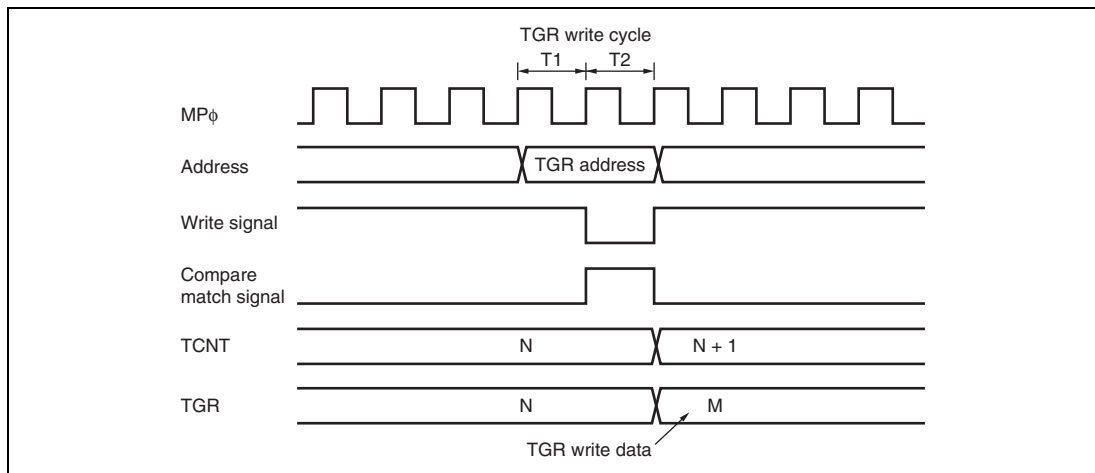 TGR write cycle
T1 T2
MPφ
Address TGR address
Write signal
Compare
match signal
TCNT N N + 1
TGR N M
TGR write data